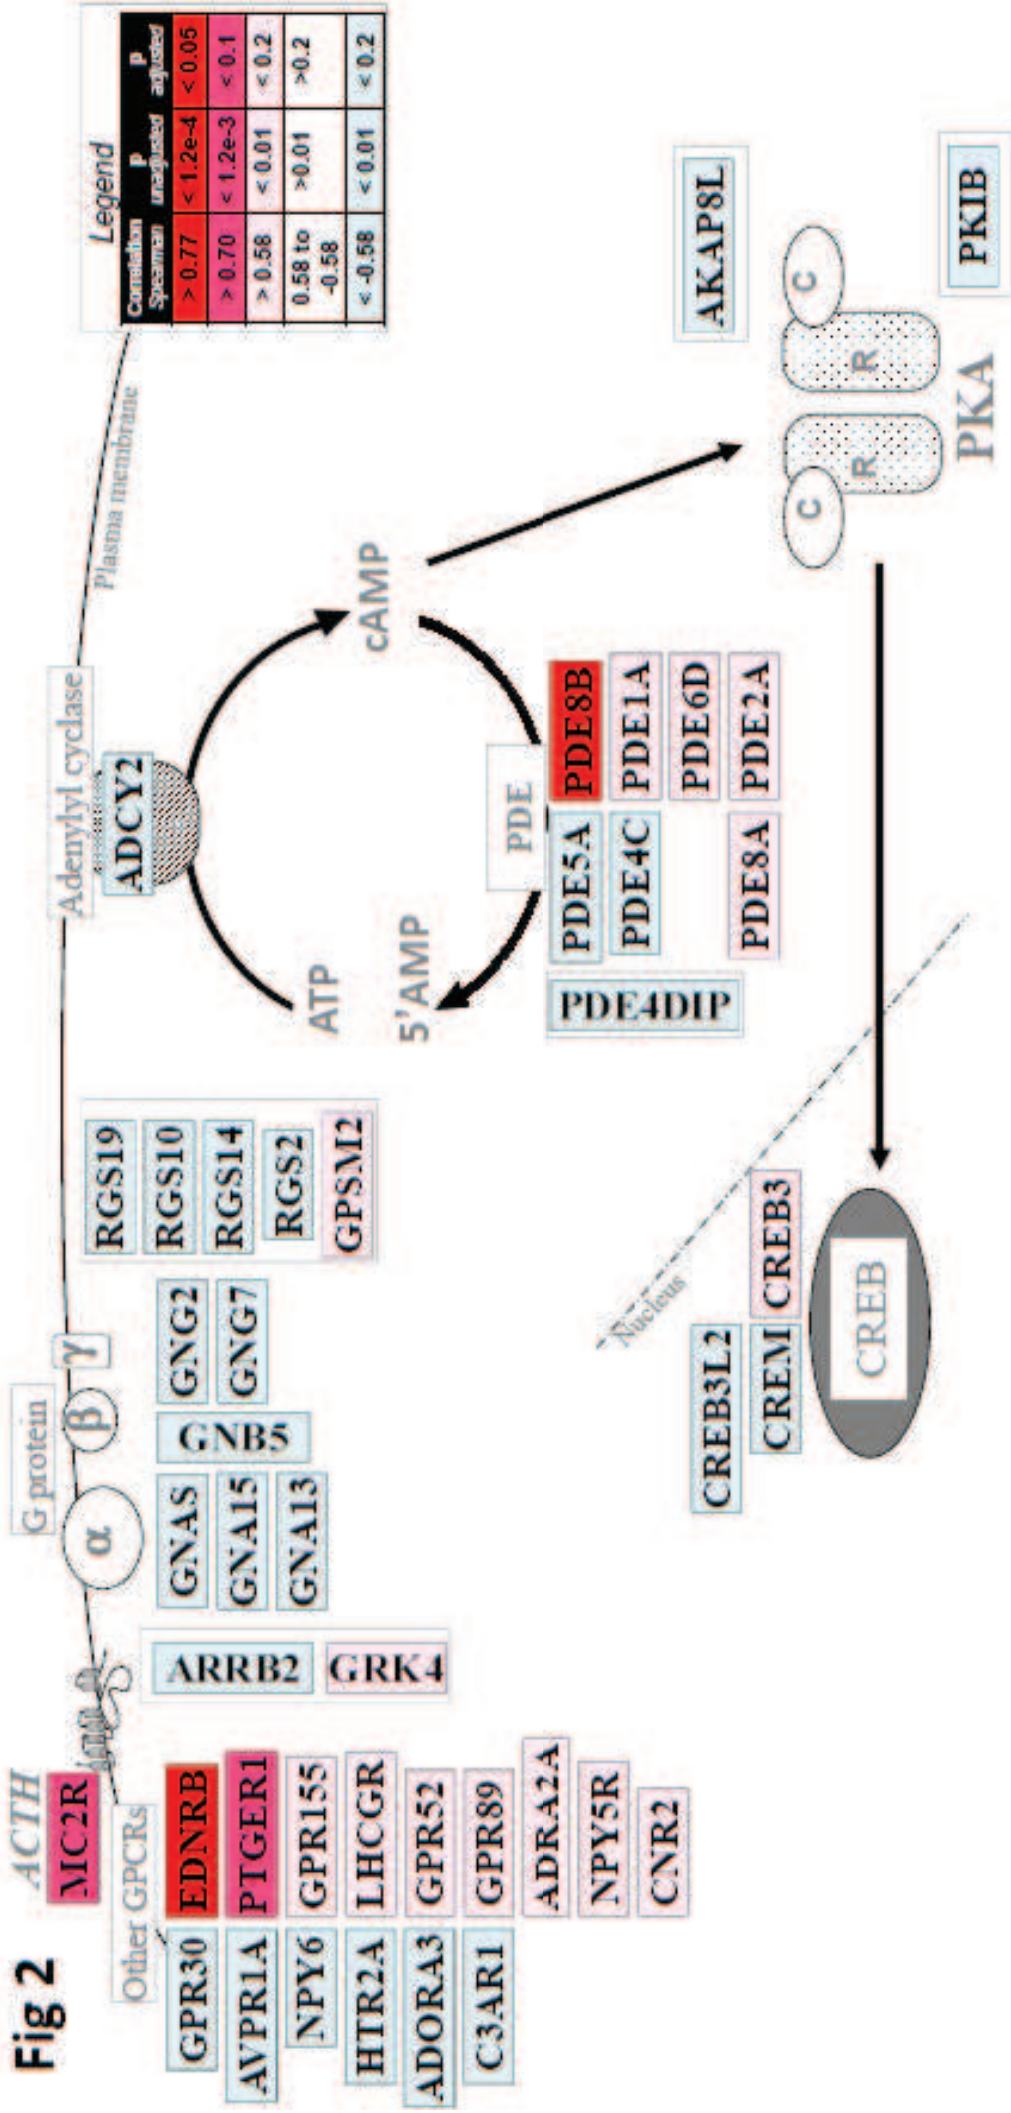 Fig 2
ACTH
MC2R
Other GPCRs
GPR30 EDNRB
AVPR1A PTGER1
NPY6 GPR155
HTR2A LHCGR
ADORA3 GPR52
C3AR1 GPR89
ADRA2A
NPY5R
CNR2
ARRB2
GRK4
G protein
α β γ
GNAS
GNA15
GNA13
GNB5
GNG2
GNG7
RGS19
RGS10
RGS14
RGS2
GPSM2
Adenylyl cyclase
ADCY2
Plasma membrane
ATP
cAMP
5'AMP
PDE
PDE4DIP
PDE5A PDE8B
PDE4C PDE1A
PDE6D
PDE8A PDE2A
Legend
Correlation Spearman p unadjusted p adjusted
> 0.77 < 1.2e-4 < 0.05
> 0.70 < 1.2e-3 < 0.1
> 0.58 < 0.01 < 0.2
0.58 to -0.58 >0.01 >0.2
< -0.58 < 0.01 < 0.2
AKAP8L
C R R C
PKA
PKIB
Nucleus
CREB3L2
CREM CREB3
CREB